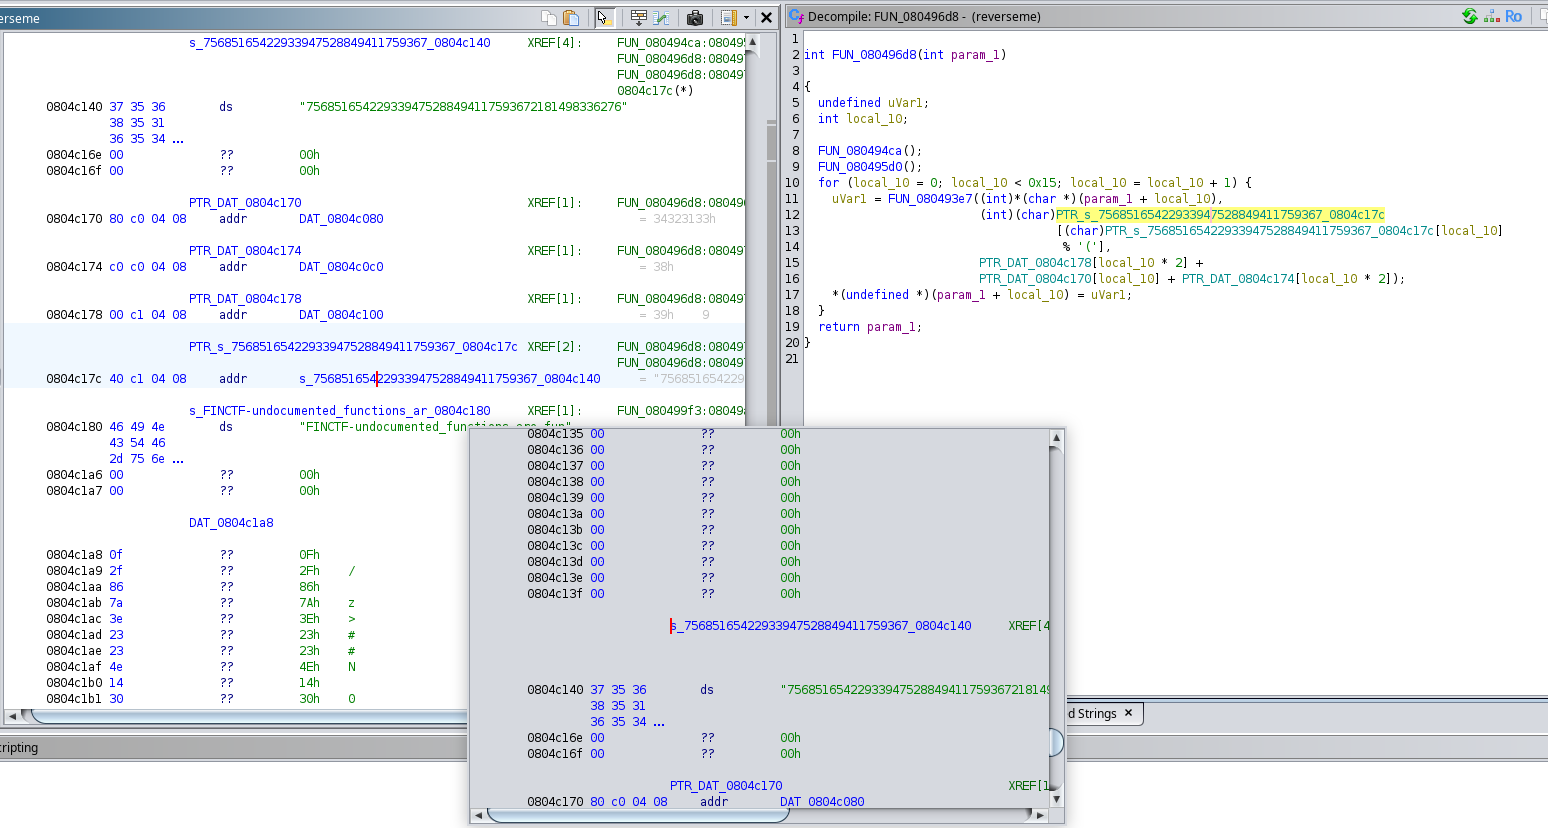 erseme
s_756851654229339475288494117593​67_0804c140 XREF[4]: FUN_080494ca:080495
FUN_080496d8:08049
FUN_080496d8:08049
0804c17c(*)
0804c140 37 35 36 ds "75685165422933947528849411759367218149833​6276"
38 35 31
36 35 34 ...
0804c16e 00 ?? 00h
0804c16f 00 ?? 00h
PTR_DAT_0804c170 XREF[1]: FUN_080496d8:08049
0804c170 80 c0 04 08 addr DAT_0804c080 = 34323133h
PTR_DAT_0804c174 XREF[1]: FUN_080496d8:08049
0804c174 c0 c0 04 08 addr DAT_0804c0c0 = 38h
PTR_DAT_0804c178 XREF[1]: FUN_080496d8:08049
0804c178 00 c1 04 08 addr DAT_0804c100 = 39h 9
PTR_s_75685165422933947528849411759367_0804c17c XREF[2]: FUN_080496d8:08049
FUN_080496d8:08049
0804c17c 40 c1 04 08 addr s_75685165422933947528849411759367_0804c140 = "756851654229
s_FINCTF-undocumented_functions_ar_0804c180 XREF[1]: FUN_080499f3:08049
0804c180 46 49 4e ds "FINCTF-undocumented_functions_are_fun"
43 54 46
2d 75 6e ...
0804c1a6 00 ?? 00h
0804c1a7 00 ?? 00h
DAT_0804c1a8
0804c1a8 0f ?? 0Fh
0804c1a9 2f ?? 2Fh /
0804c1aa 86 ?? 86h
0804c1ab 7a ?? 7Ah z
0804c1ac 3e ?? 3Eh >
0804c1ad 23 ?? 23h #
0804c1ae 23 ?? 23h #
0804c1af 4e ?? 4Eh N
0804c1b0 14 ?? 14h
0804c1b1 30 ?? 30h 0
ripting
Decompile: FUN_080496d8 - (reverseme)
Ro
1
2 int FUN_080496d8(int param_1)
3
4 {
5 undefined uVar1;
6 int local_10;
7
8 FUN_080494ca();
9 FUN_080495d0();
10 for (local_10 = 0; local_10 < 0x15; local_10 = local_10 + 1) {
11 uVar1 = FUN_080493e7((int)*(char *)(param_1 + local_10),
12 (int)(char)PTR_s_75685165422933947528849411759367_0804c17c
13 [(char)PTR_s_75685165422933947528849411759367_0804c17c[local_10]
14 % '('],
15 PTR_DAT_0804c178[local_10 * 2] +
16 PTR_DAT_0804c170[local_10] + PTR_DAT_0804c174[local_10 * 2]);
17 *(undefined *)(param_1 + local_10) = uVar1;
18 }
19 return param_1;
20 }
21
d Strings
0804c135 00 ?? 00h
0804c136 00 ?? 00h
0804c137 00 ?? 00h
0804c138 00 ?? 00h
0804c139 00 ?? 00h
0804c13a 00 ?? 00h
0804c13b 00 ?? 00h
0804c13c 00 ?? 00h
0804c13d 00 ?? 00h
0804c13e 00 ?? 00h
0804c13f 00 ?? 00h
s_75685165422933947528849411759367_0804c140 XREF[4
0804c140 37 35 36 ds "75685165422933947528849411759367218149
38 35 31
36 35 34 ...
0804c16e 00 ?? 00h
0804c16f 00 ?? 00h
PTR_DAT_0804c170 XREF[1
0804c170 80 c0 04 08 addr DAT_0804c080